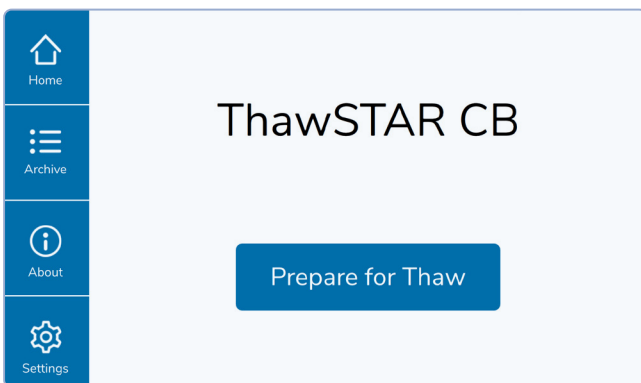 Home
Archive
About
Settings
ThawSTAR CB
Prepare for Thaw